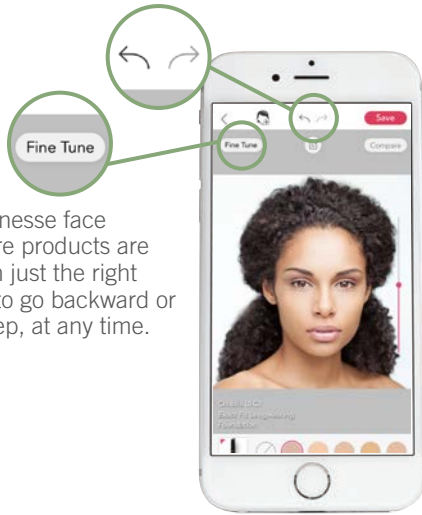 Fine Tune
Save
Fine Tune
Compare
nesse face
re products are
n just the right
to go backward or
ep, at any time.
Foundation